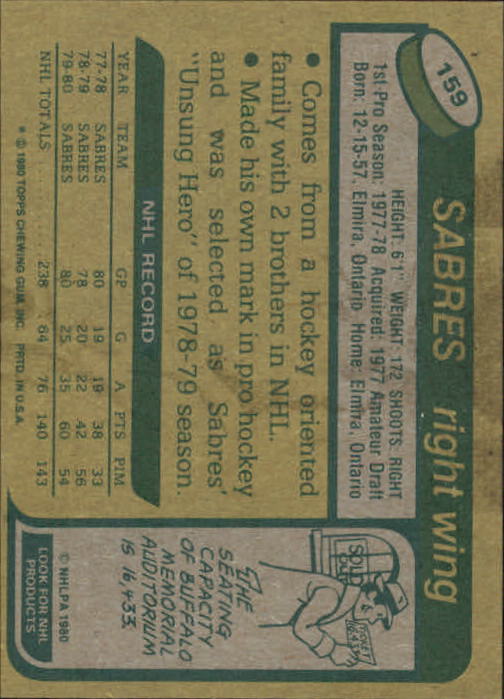 159
SABRES right wing
HEIGHT: 6'1" WEIGHT: 172 SHOOTS: RIGHT
1st Pro Season: 1977-78 Acquired: 1977 Amateur Draft
Born: 12-15-57, Elmira, Ontario Home: Elmira, Ontario
• Comes from a hockey oriented
family with 2 brothers in NHL.
• Made his own mark in pro hockey
and was selected as Sabres'
"Unsung Hero" of 1978-79 season.
NHL RECORD
YEAR TEAM GP G A PTS PIM
77-78 SABRES 80 19 19 38 33
78-79 SABRES 78 20 22 42 56
79-80 SABRES 80 25 35 60 54
NHL TOTALS 238 64 76 140 143
* © 1980 TOPPS CHEWING GUM, INC. PRTD. IN U.S.A.
SOLD
OUT
TICKET
16,433
THE
SEATING
CAPACITY
OF BUFFALO
MEMORIAL
AUDITORIUM
IS 16,433.
© NHLPA 1980
LOOK FOR NHL
PRODUCTS